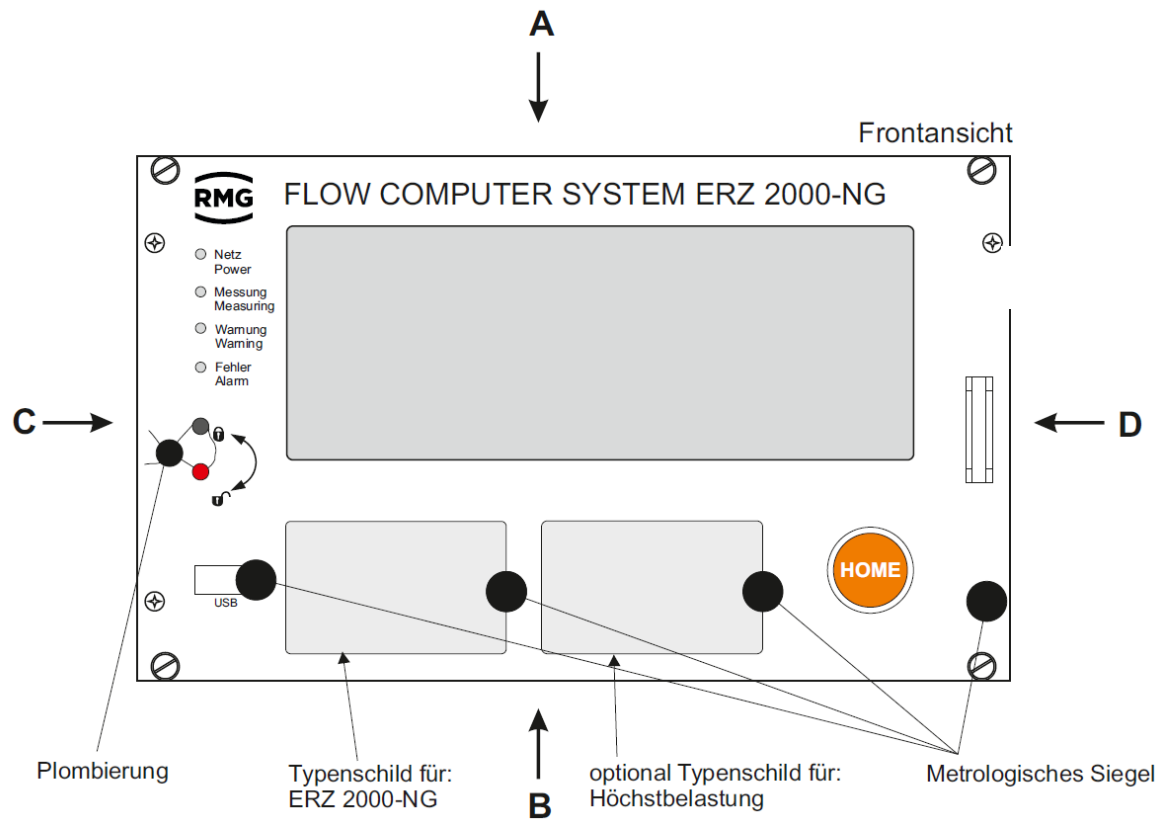 A
Frontansicht
RMG
FLOW COMPUTER SYSTEM ERZ 2000-NG
Netz
Power
Messung
Measuring
Warnung
Warning
Fehler
Alarm
C
D
HOME
USB
Plombierung
Typenschild für:
ERZ 2000-NG
B
optional Typenschild für:
Höchstbelastung
Metrologisches Siegel